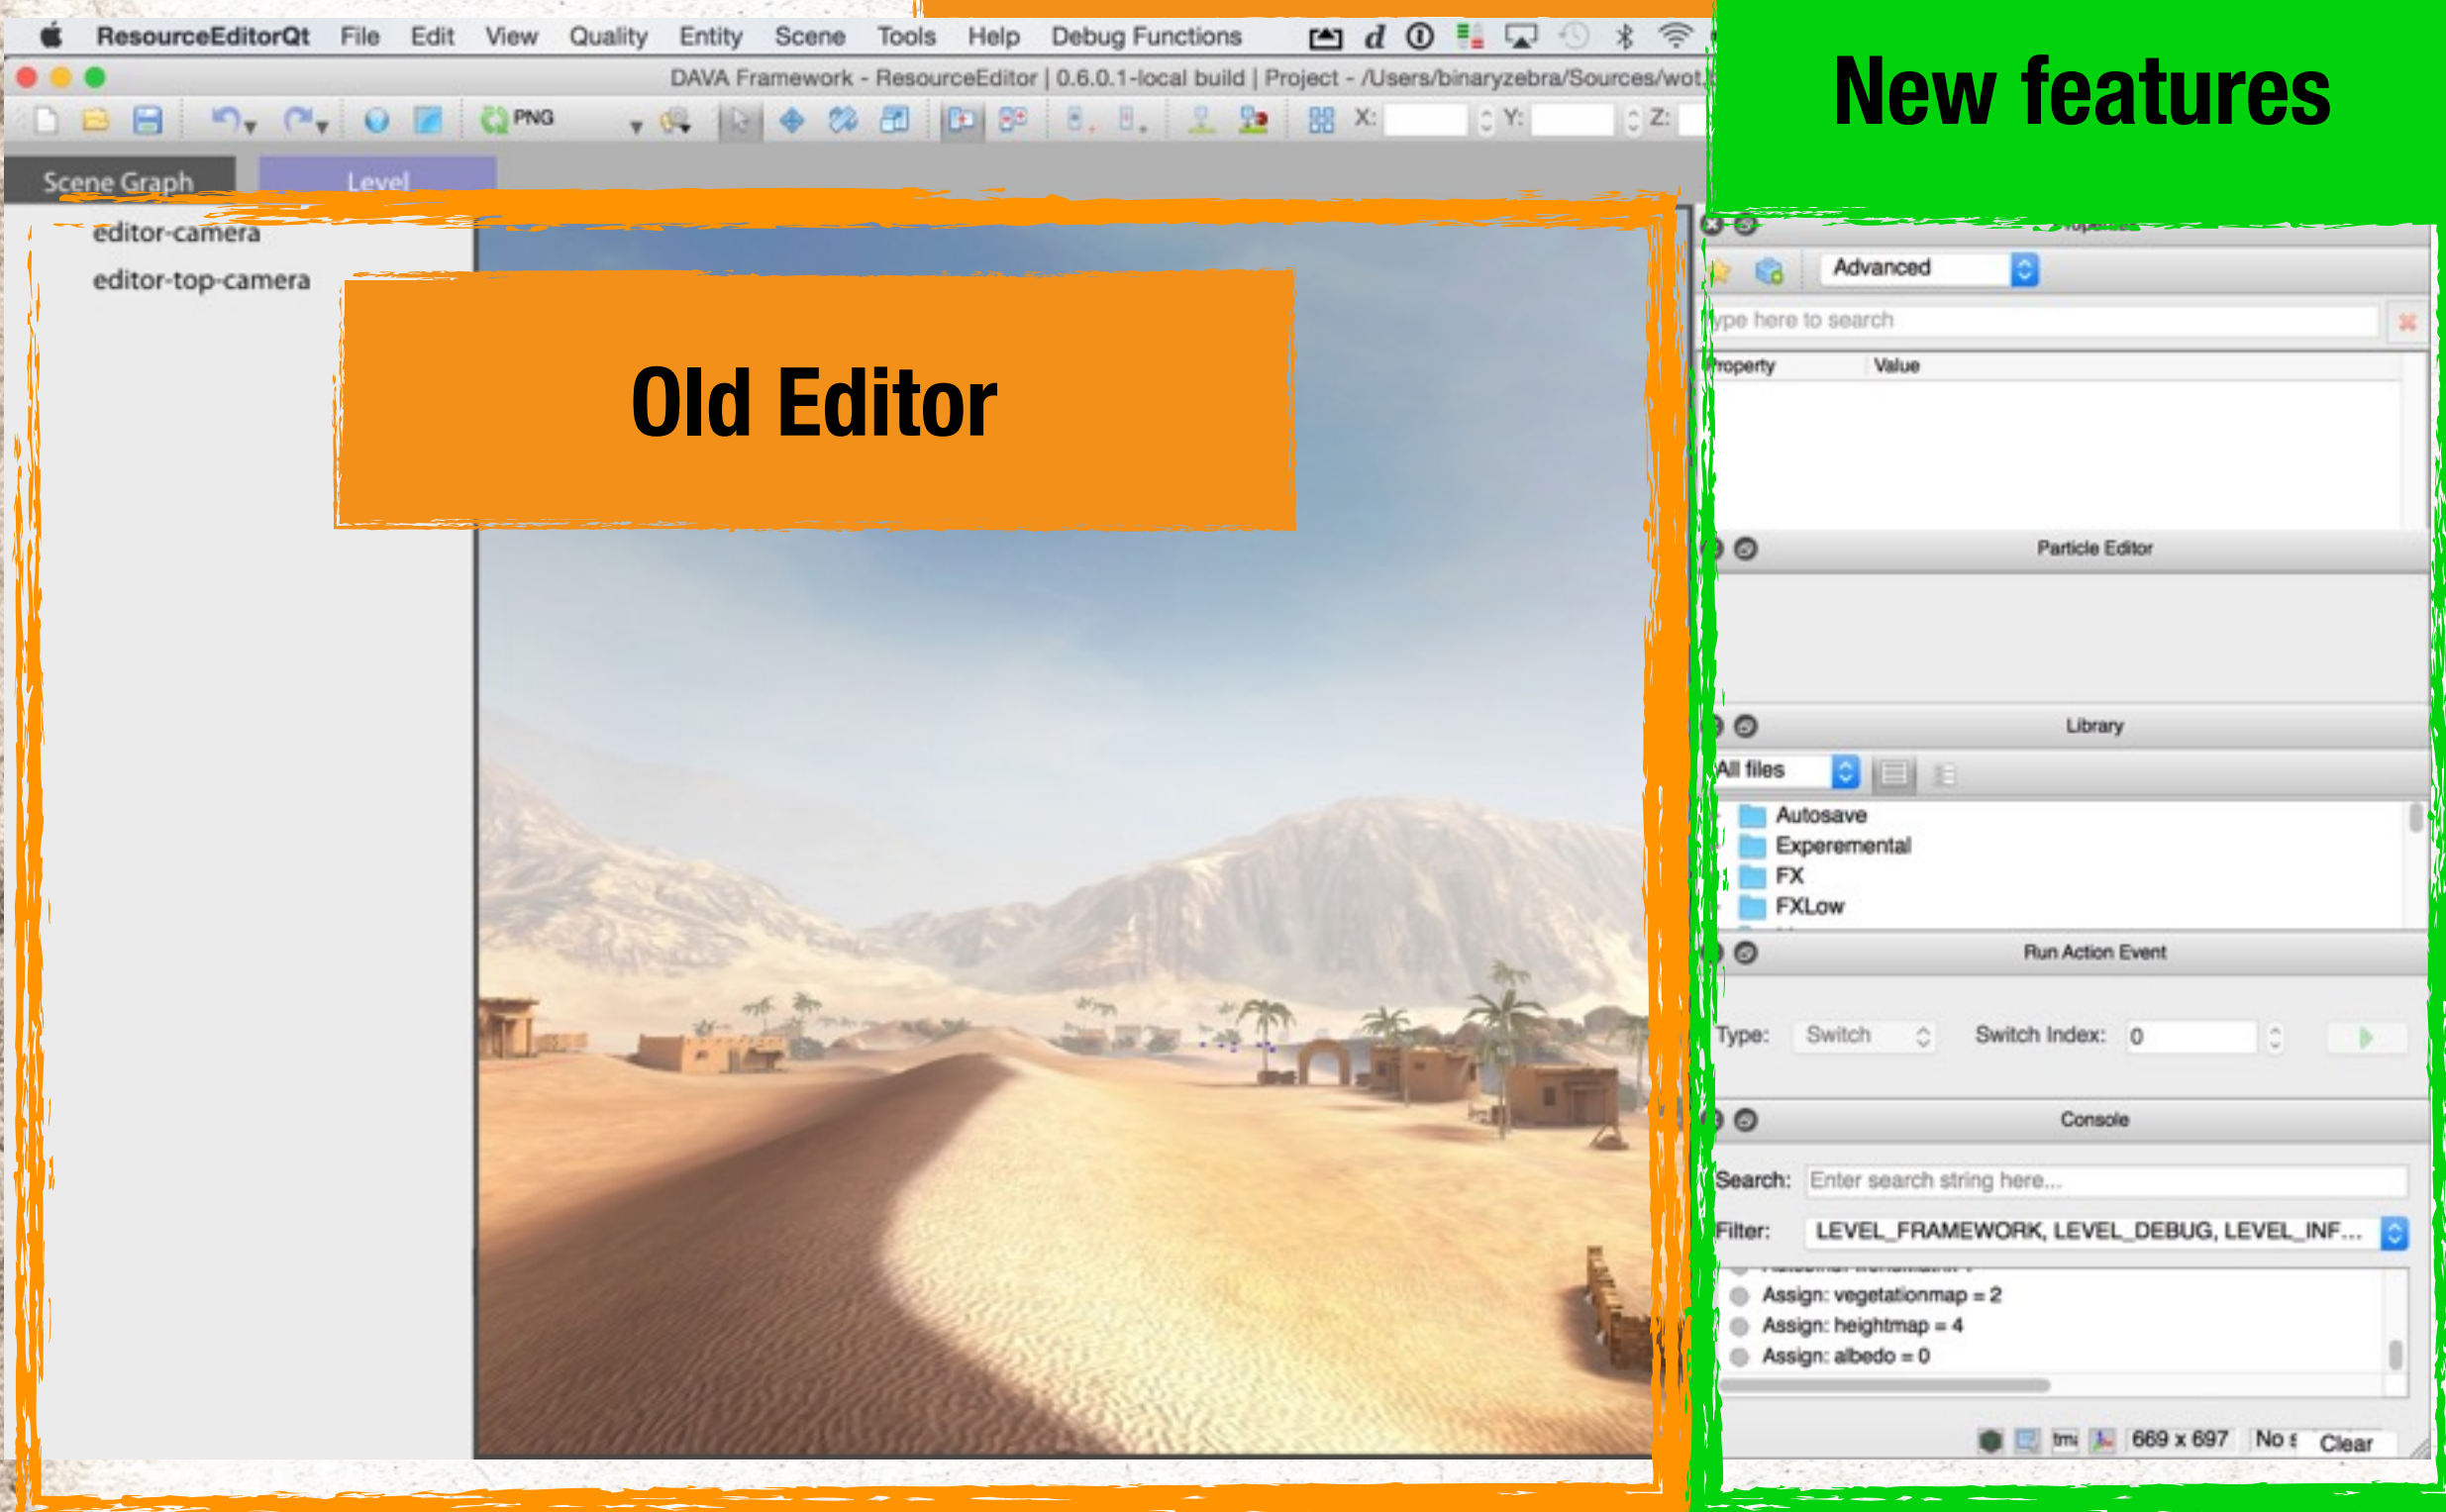 ResourceEditorQt File Edit View Quality Entity Scene Tools Help Debug Functions
DAVA Framework - ResourceEditor | 0.6.0.1-local build | Project - /Users/binaryzebra/Sources/wot.
PNG X: Y: Z:
New features
Scene Graph Level
editor-camera
editor-top-camera
Old Editor
Advanced
ype here to search
Property Value
Particle Editor
Library
All files
Autosave
Experemental
FX
FXLow
Run Action Event
Type: Switch Switch Index: 0
Console
Search: Enter search string here...
Filter: LEVEL_FRAMEWORK, LEVEL_DEBUG, LEVEL_INF...
Assign: vegetationmap = 2
Assign: heightmap = 4
Assign: albedo = 0
669 x 697 No s Clear